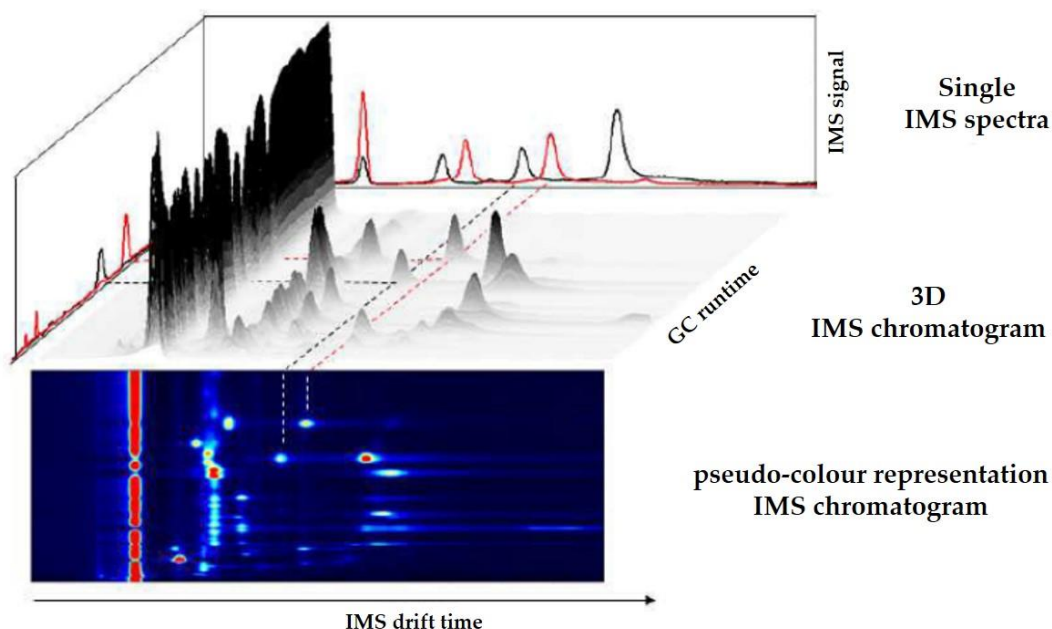 IMS signal
Single
IMS spectra
GC runtime
3D
IMS chromatogram
pseudo-colour representation
IMS chromatogram
IMS drift time